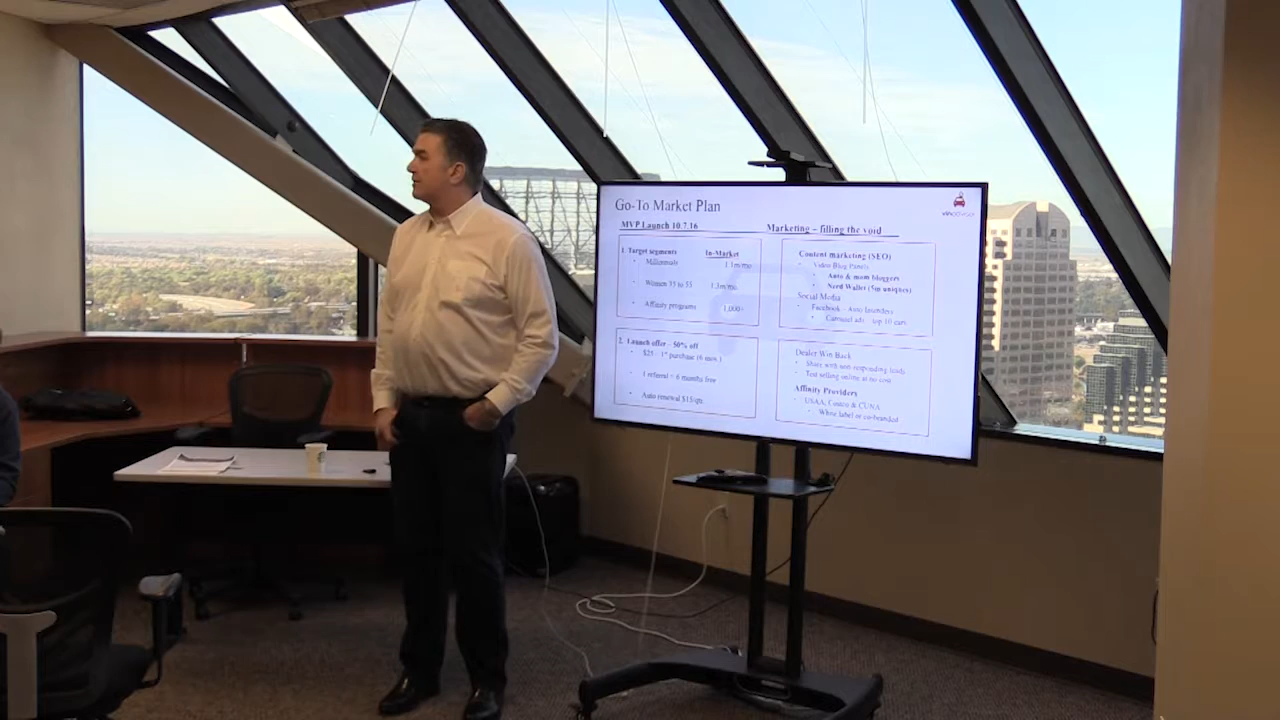 Go-To Market Plan
MVP Launch 10.7.16
Marketing – filling the void
1. Target segments In-Market
• Millennials 1.1m/mo
• Women 35 to 55 1.3m/mo
• Affinity programs 1,000+
2. Launch offer – 50% off
• $25 – 1st purchase (6 mos.)
• 1 referral = 6 months free
• Auto renewal $15/qtr.
Content marketing (SEO)
• Video Blog Panels
• Auto & mom bloggers
• Nerd Wallet (5m uniques)
Social Media
• Facebook – Auto Intenders
• Carousel ads – top 10 cars
Dealer Win Back
• Share with non responding leads
• Test selling online at no cost
Affinity Providers
• USAA, Costco & CUNA
• White label or co-branded